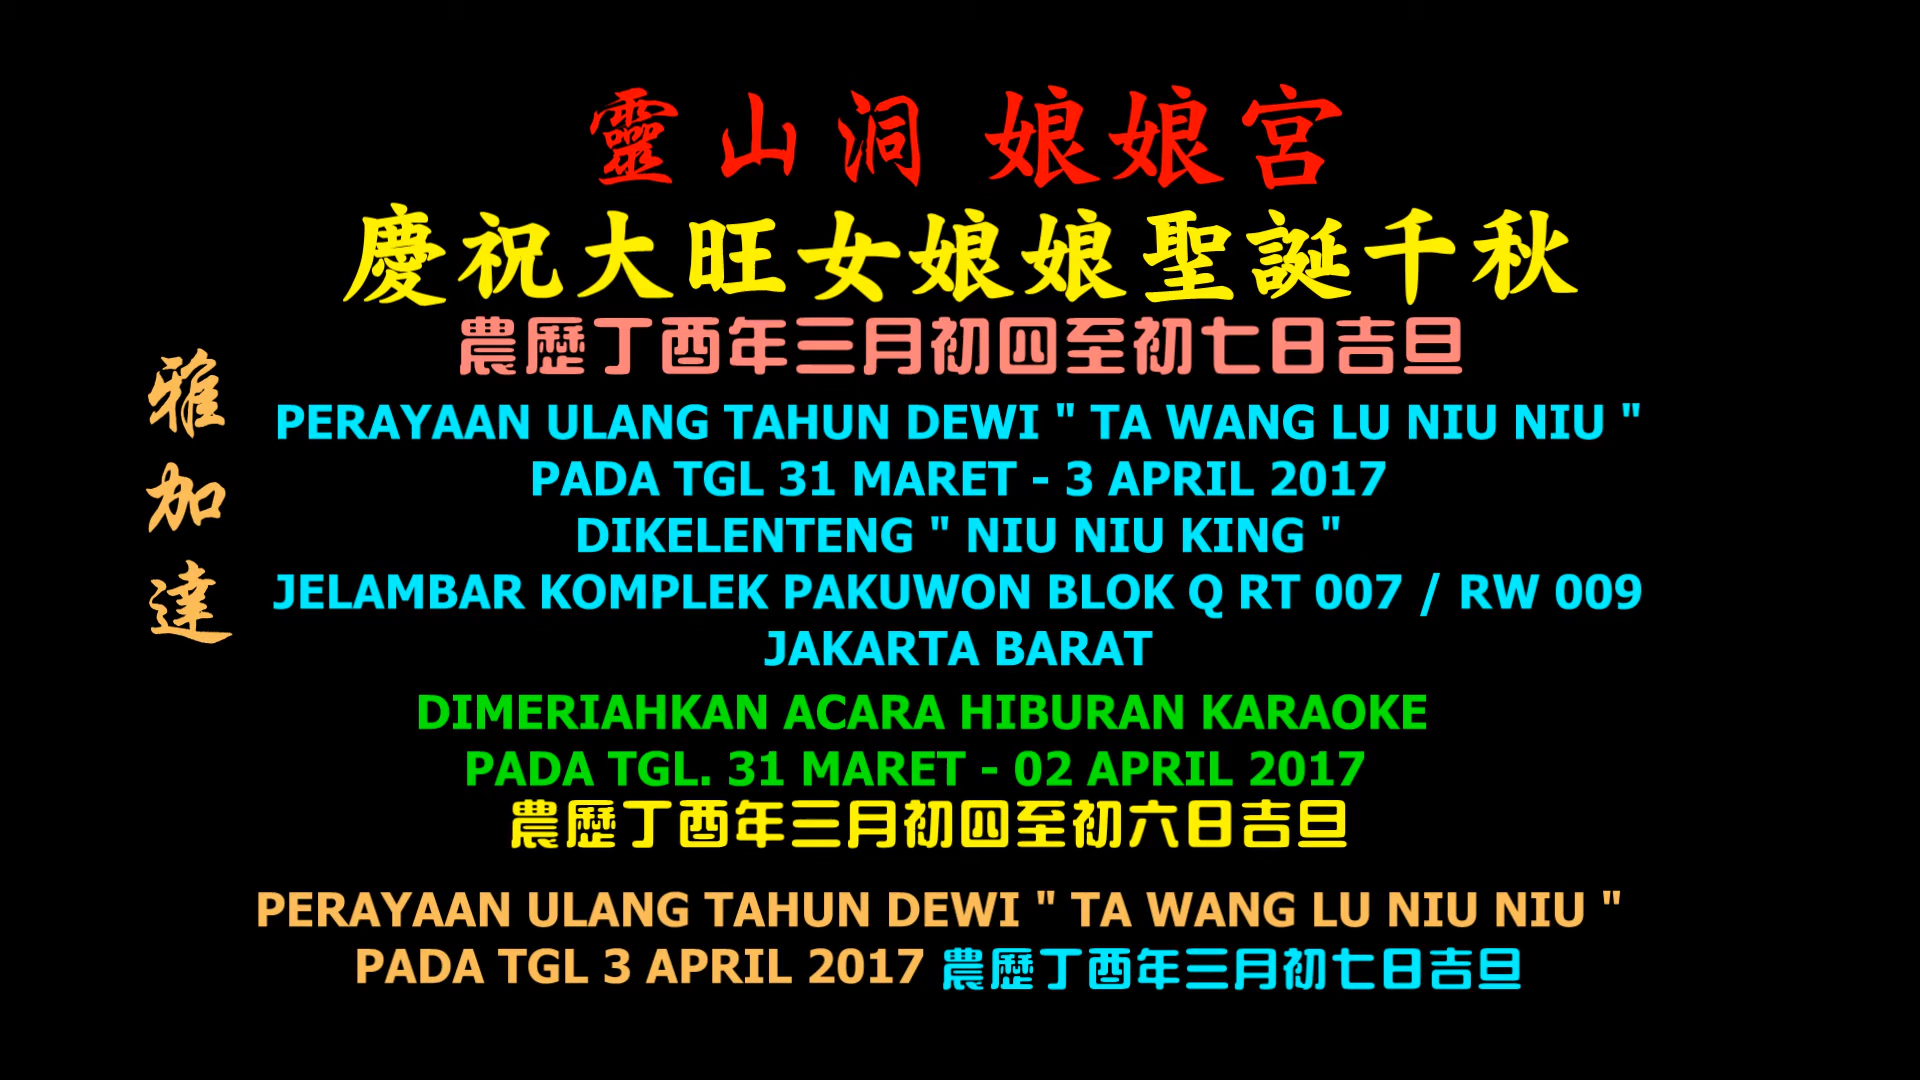 靈山洞 娘娘宮
慶祝大旺女娘娘聖誕千秋
農歷丁酉年三月初四至初七日吉旦
雅加達
PERAYAAN ULANG TAHUN DEWI " TA WANG LU NIU NIU "
PADA TGL 31 MARET - 3 APRIL 2017
DIKELENTENG " NIU NIU KING "
JELAMBAR KOMPLEK PAKUWON BLOK Q RT 007 / RW 009
JAKARTA BARAT
DIMERIAHKAN ACARA HIBURAN KARAOKE
PADA TGL. 31 MARET - 02 APRIL 2017
農歷丁酉年三月初四至初六日吉旦
PERAYAAN ULANG TAHUN DEWI " TA WANG LU NIU NIU "
PADA TGL 3 APRIL 2017 農歷丁酉年三月初七日吉旦